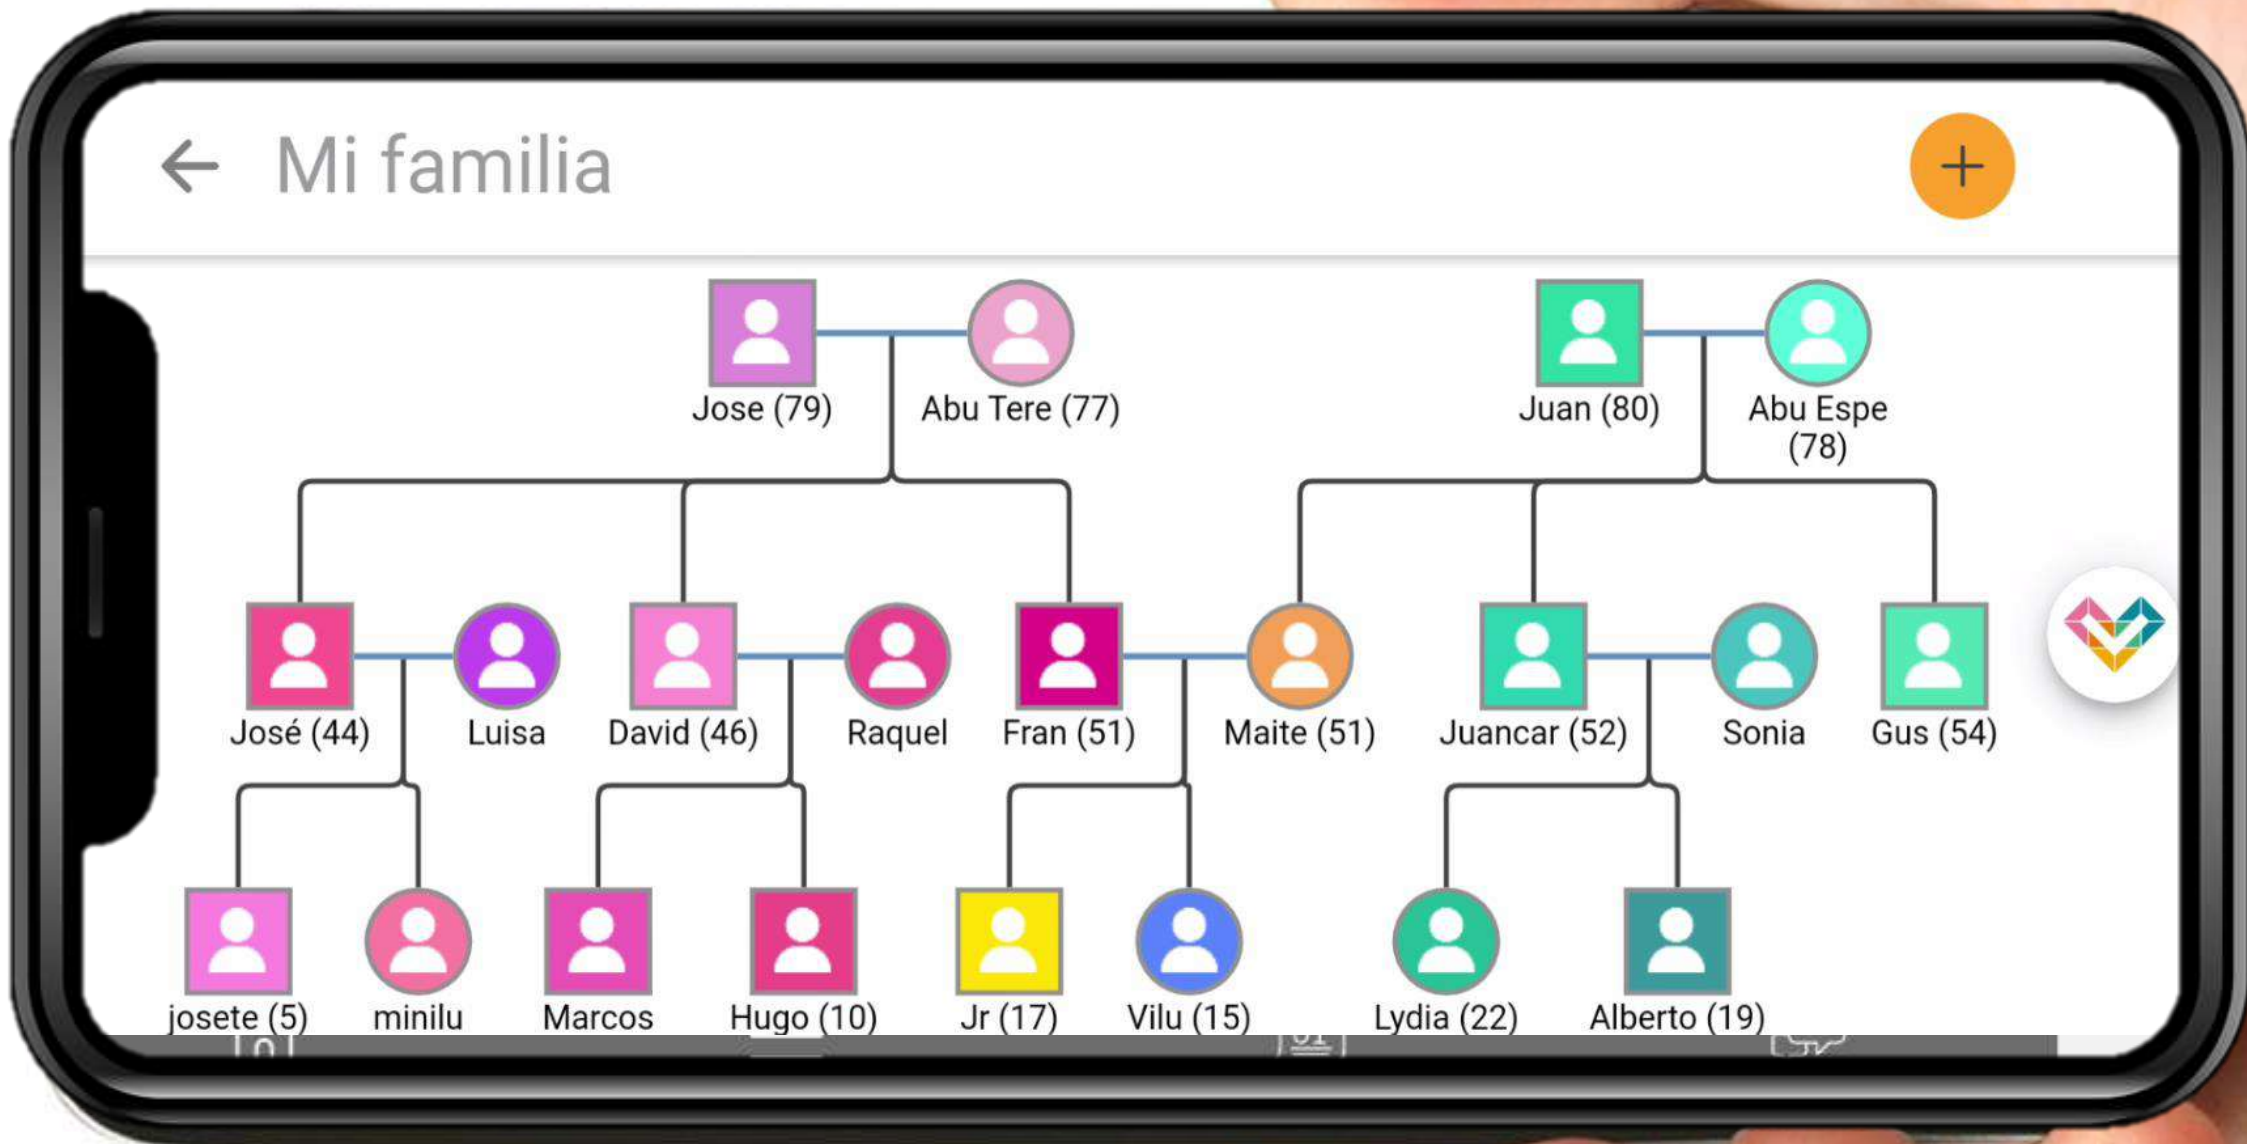 Mi familia
Jose (79)
Abu Tere (77)
Juan (80)
Abu Espe
(78)
José (44)
Luisa
David (46)
Raquel
Fran (51)
Maite (51)
Juancar (52)
Sonia
Gus (54)
josete (5)
minilu
Marcos
Hugo (10)
Jr (17)
Vilu (15)
Lydia (22)
Alberto (19)